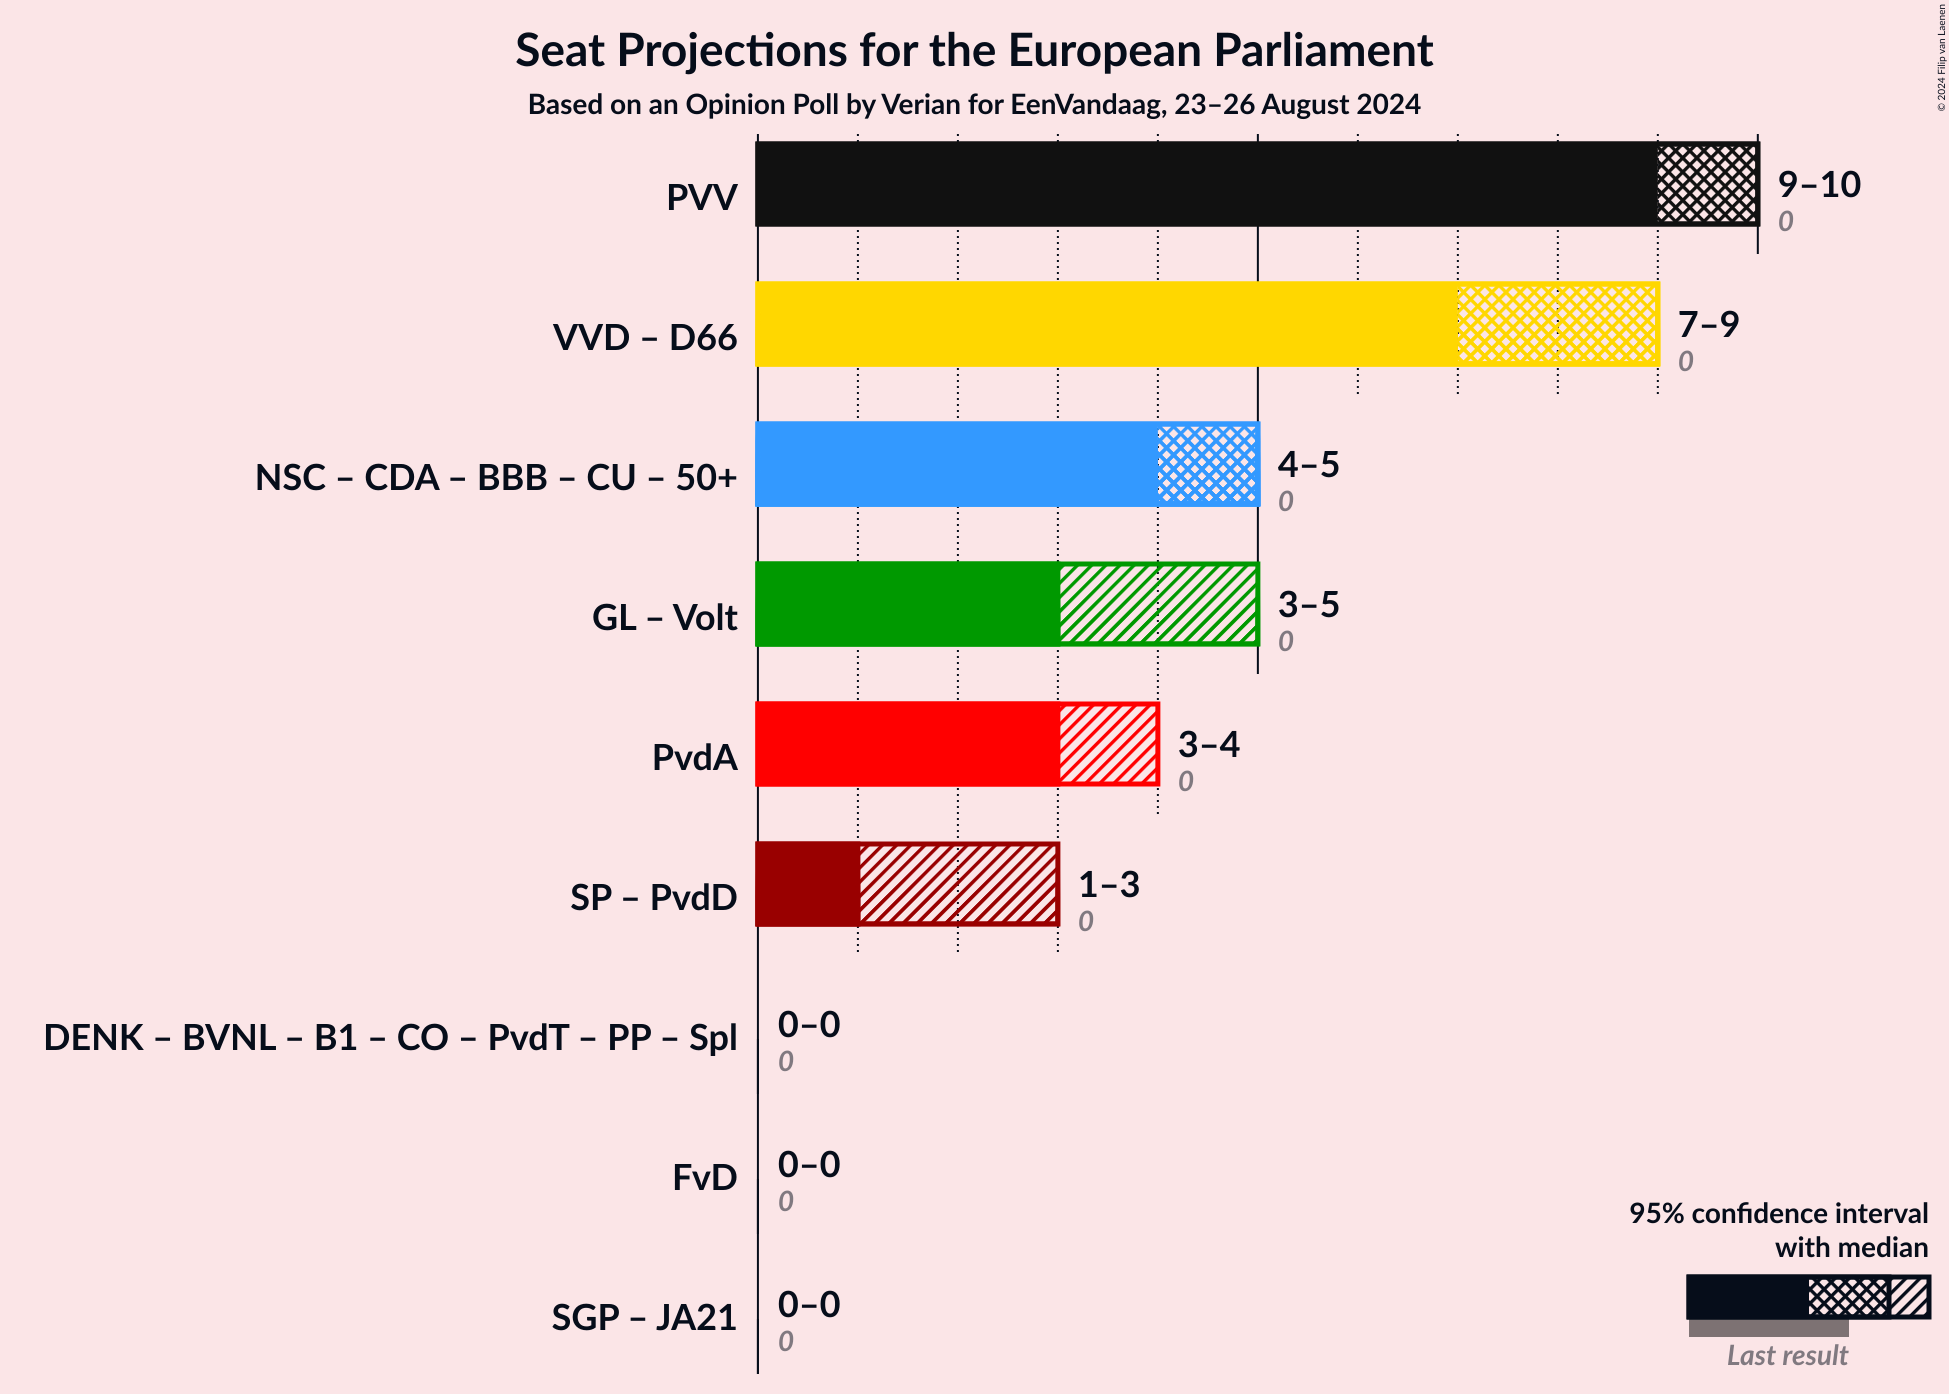 Seat Projections for the European Parliament
Based on an Opinion Poll by Verian for EenVandaag, 23–26 August 2024
© 2024 Filip van Laenen
PVV
9–10
0
VVD – D66
7–9
0
NSC – CDA – BBB – CU – 50+
4–5
0
GL – Volt
3–5
0
PvdA
3–4
0
SP – PvdD
1–3
0
DENK – BVNL – B1 – CO – PvdT – PP – Spl
0–0
0
FvD
0–0
0
SGP – JA21
0–0
0
95% confidence interval
with median
Last result